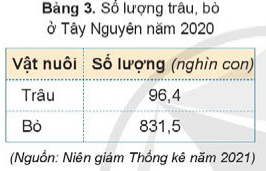 Bảng 3. Số lượng trâu, bò
ở Tây Nguyên năm 2020
Vật nuôi Số lượng (nghìn con)
Trâu 96,4
Bò 831,5
(Nguồn: Niên giám Thống kê năm 2021)